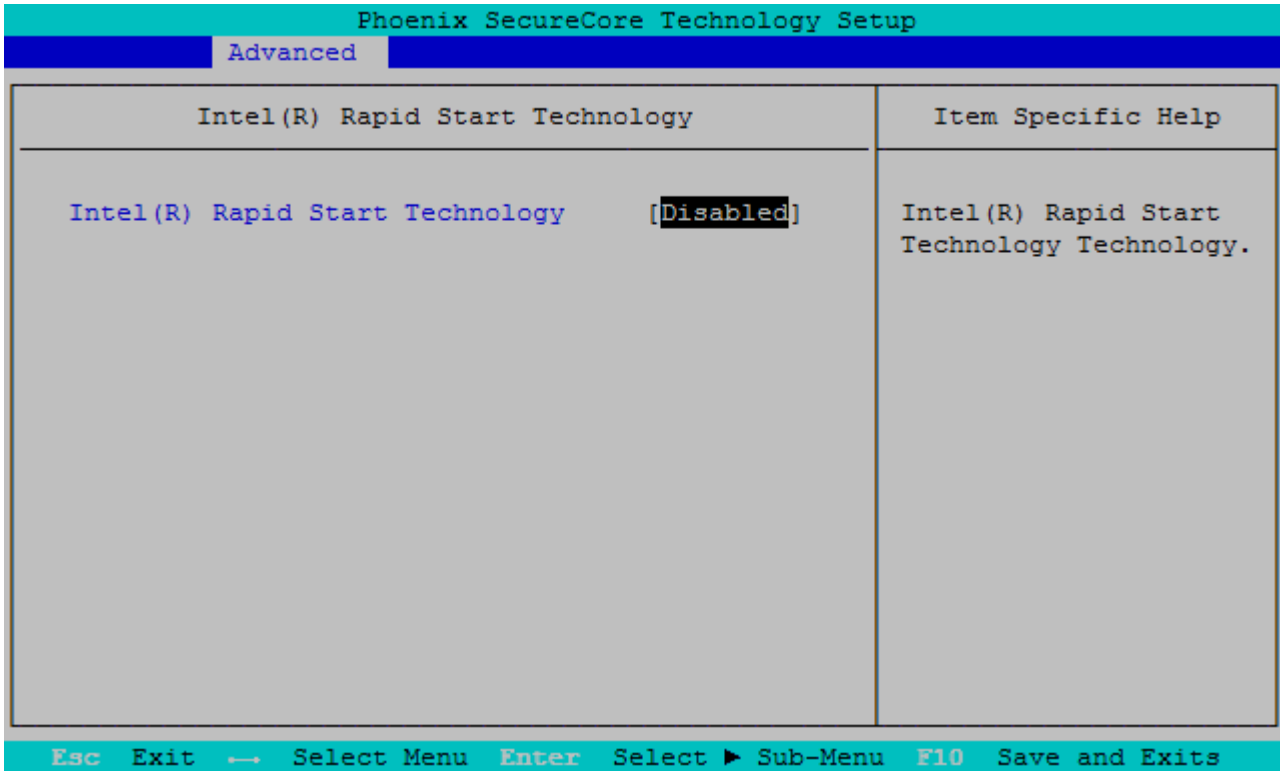 Phoenix SecureCore Technology Setup
Advanced
Intel(R) Rapid Start Technology
Item Specific Help
Intel(R) Rapid Start Technology [Disabled]
Intel(R) Rapid Start
Technology Technology.
Esc Exit ←→ Select Menu Enter Select ► Sub-Menu F10 Save and Exits